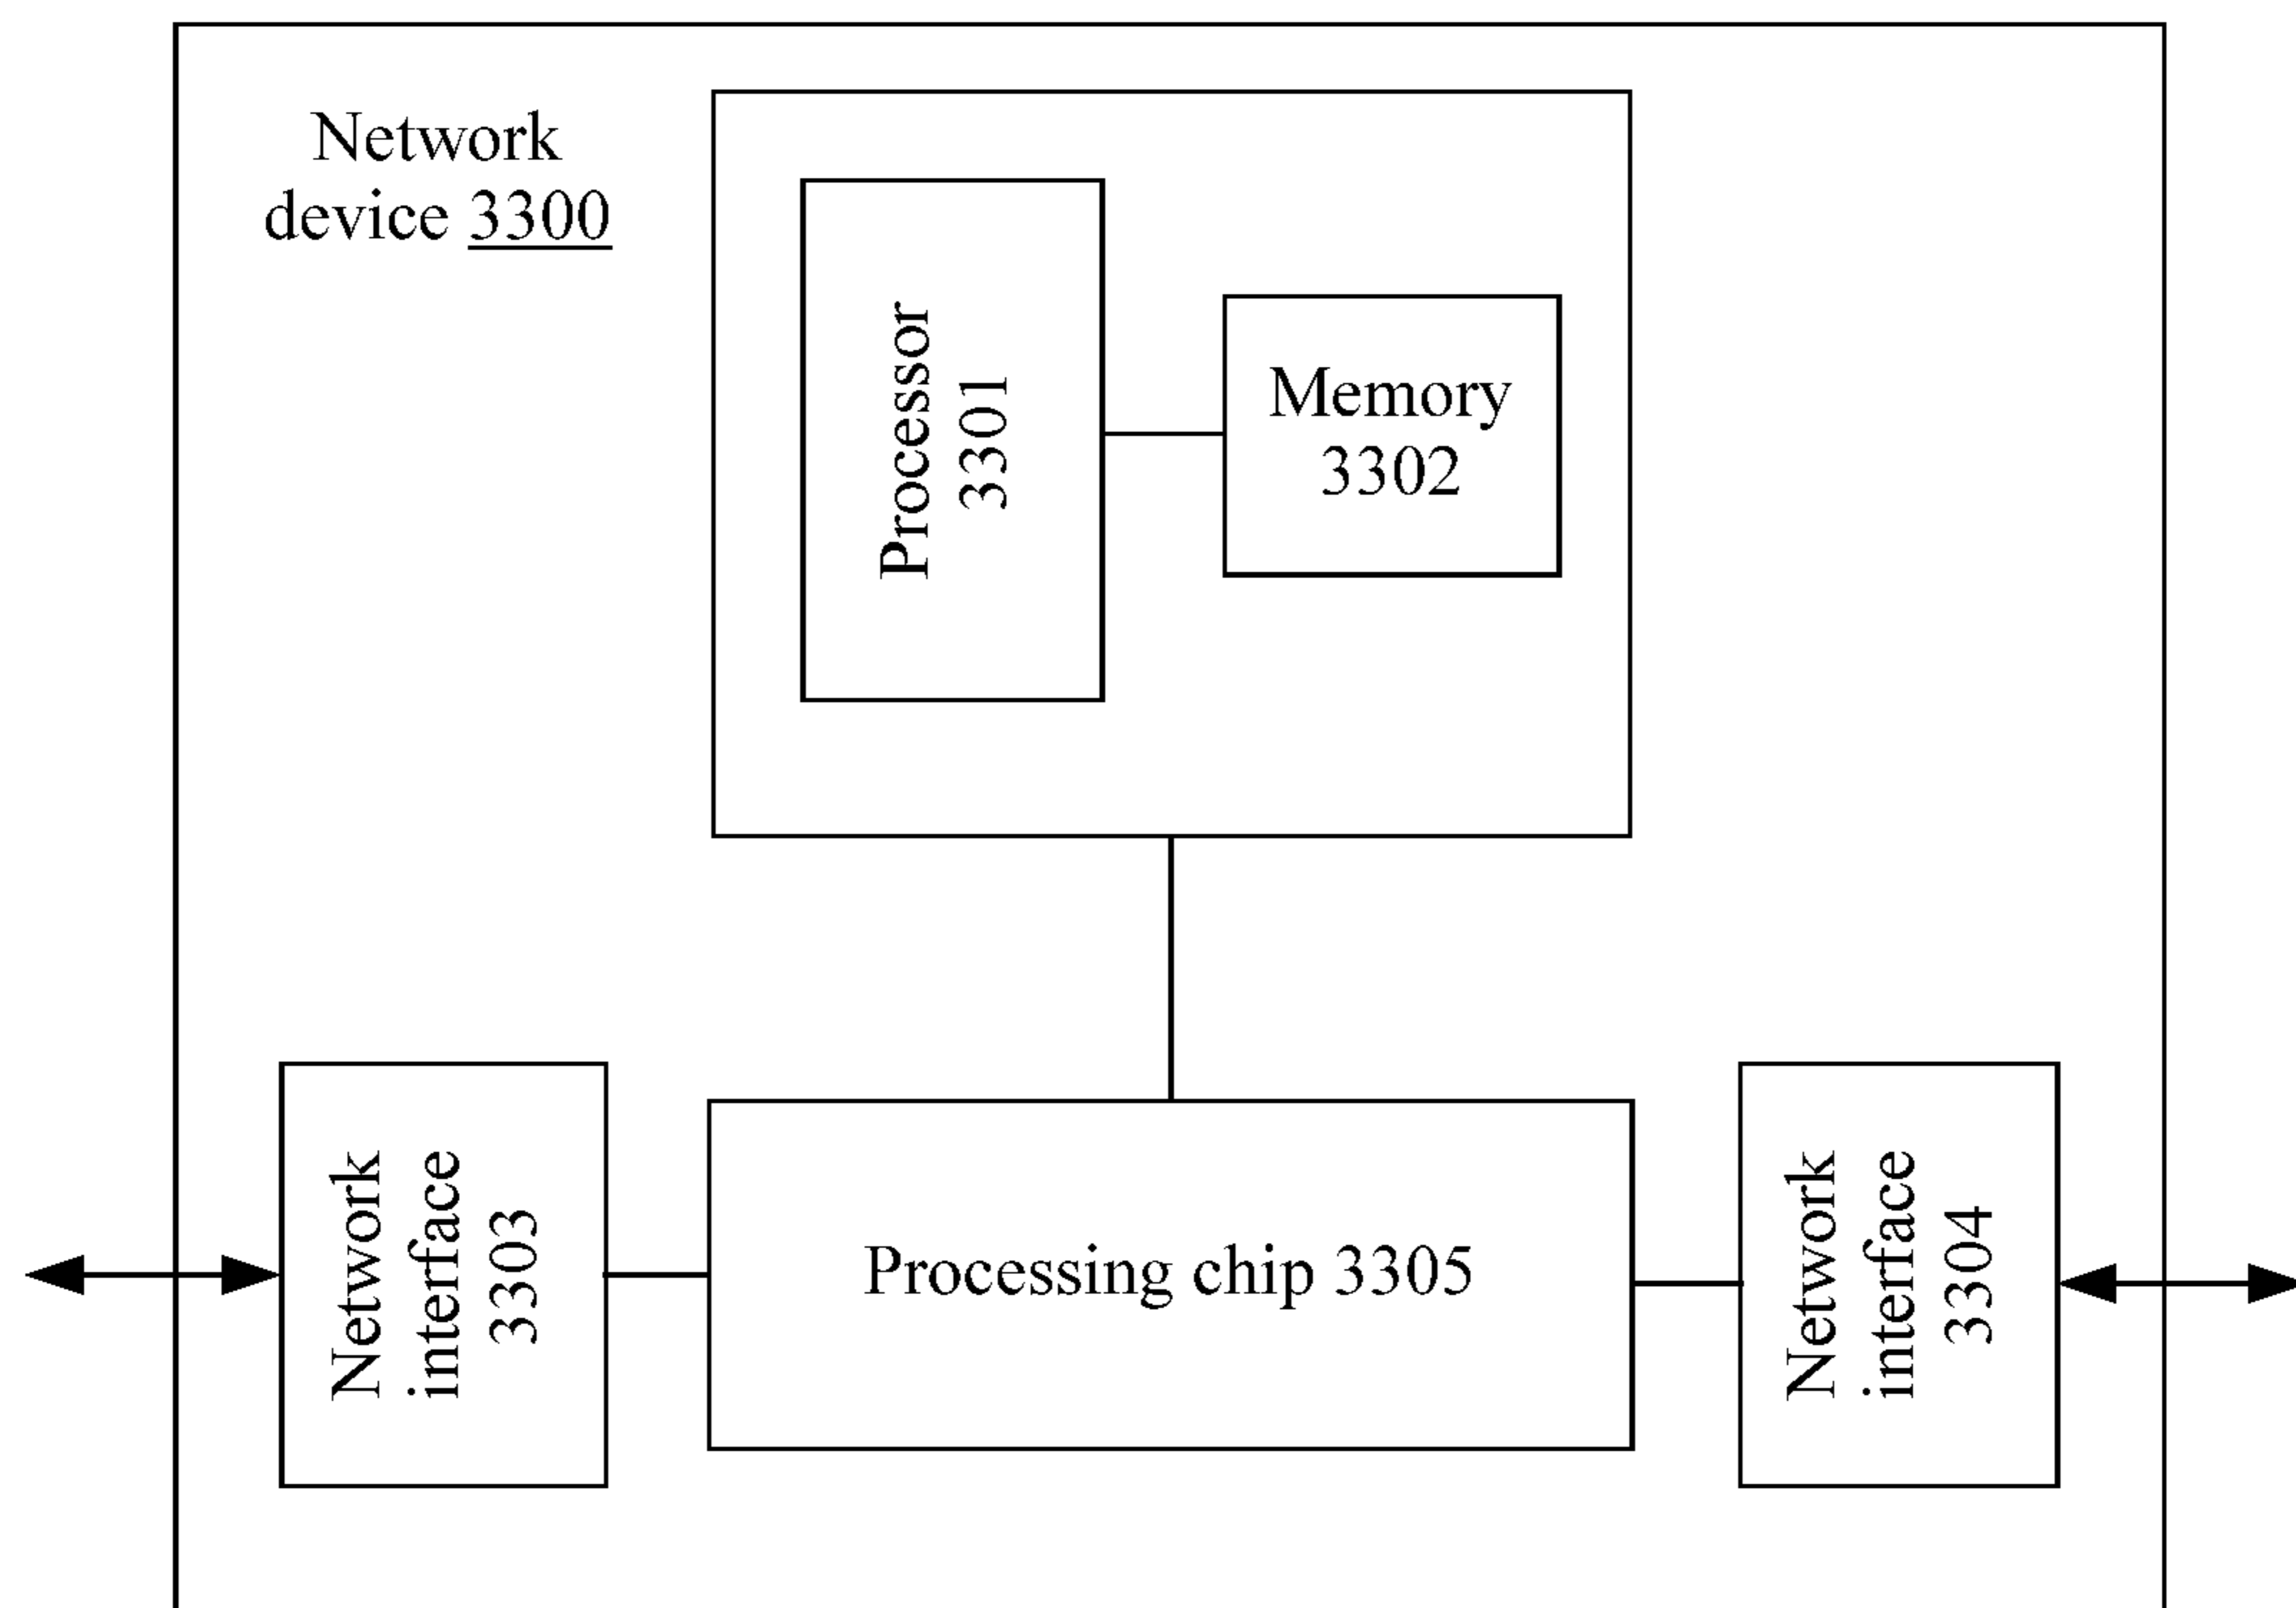 Network
device 3300
Processor
3301
Memory
3302
Network
interface
3303
Processing chip 3305
Network
interface
3304